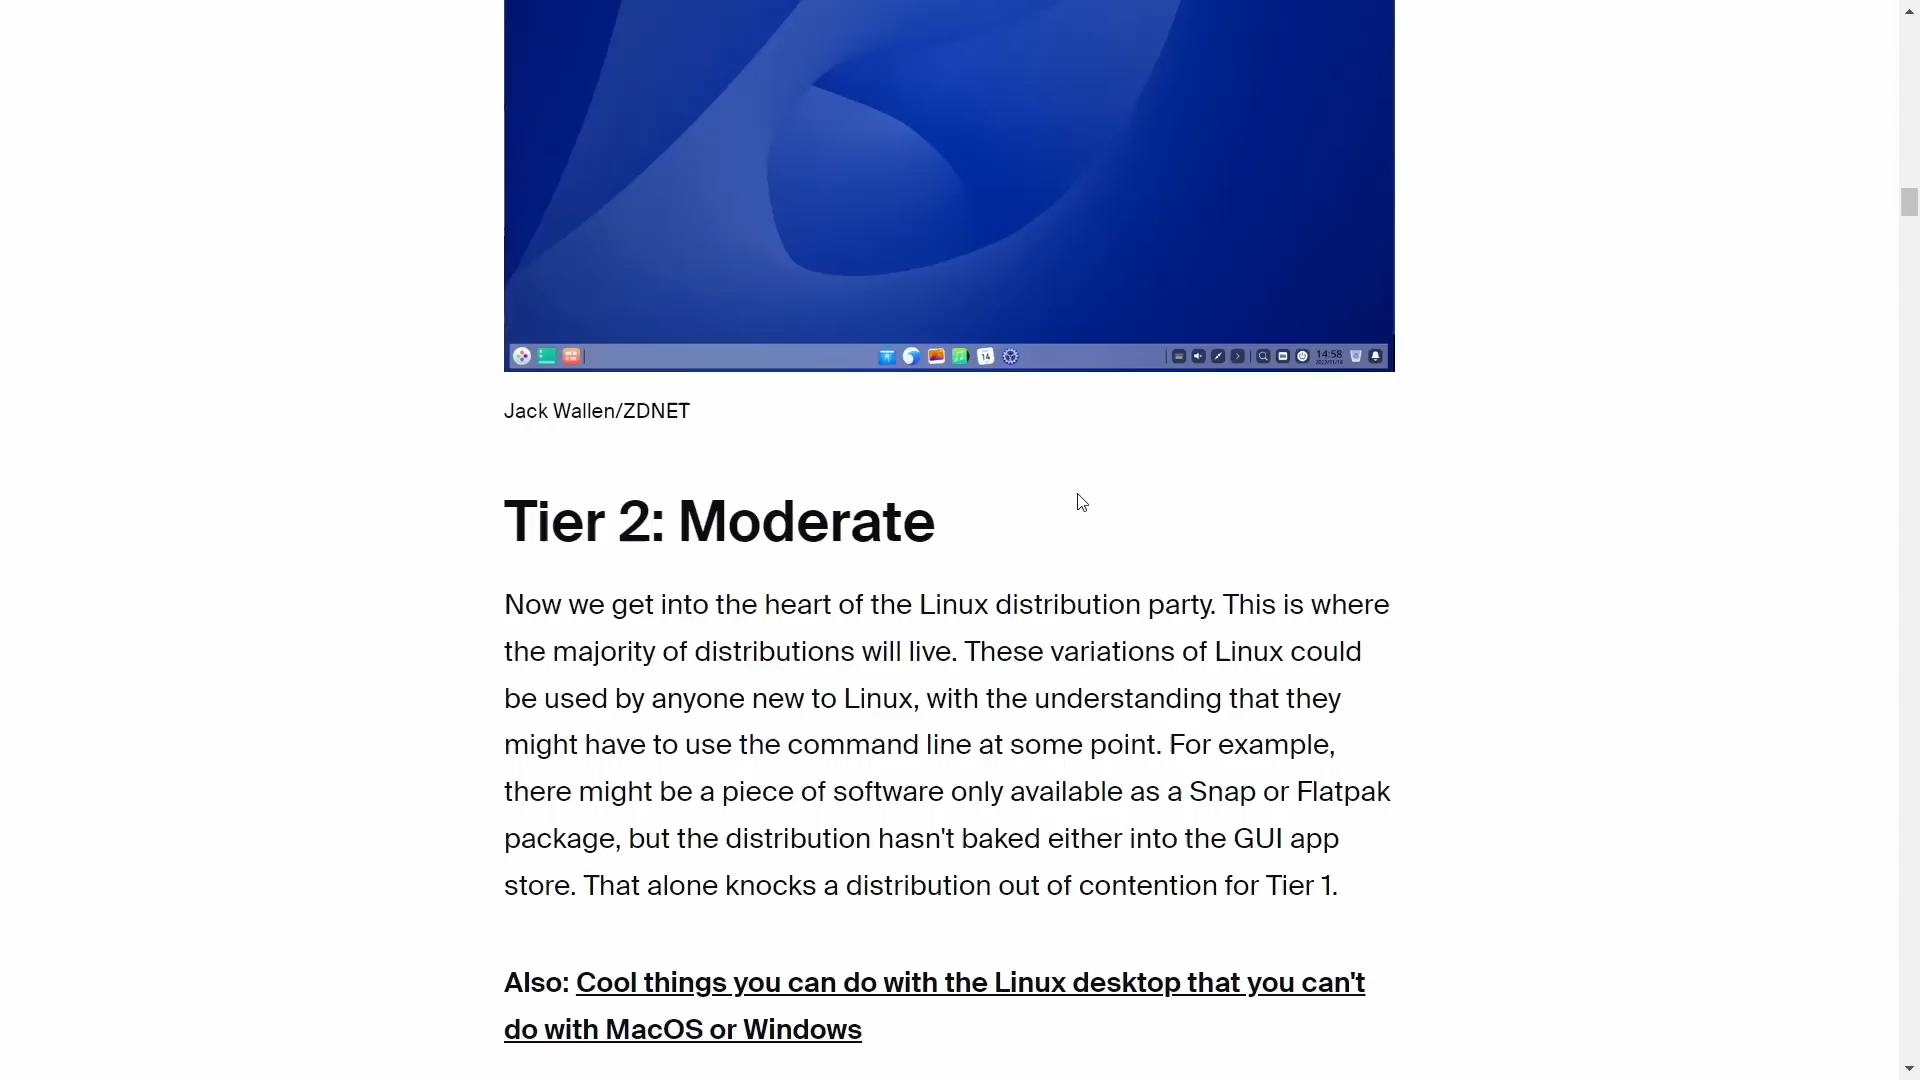 14
14:58
Jack Wallen/ZDNET
Tier 2: Moderate
Now we get into the heart of the Linux distribution party. This is where
the majority of distributions will live. These variations of Linux could
be used by anyone new to Linux, with the understanding that they
might have to use the command line at some point. For example,
there might be a piece of software only available as a Snap or Flatpak
package, but the distribution hasn't baked either into the GUI app
store. That alone knocks a distribution out of contention for Tier 1.
Also: Cool things you can do with the Linux desktop that you can't
do with MacOS or Windows